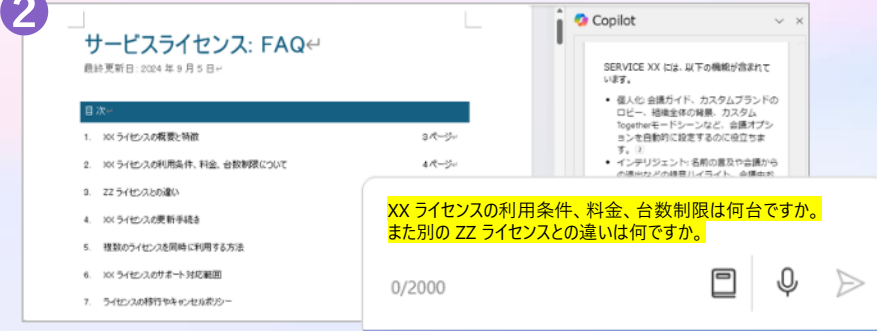 2
サービスライセンス: FAQ↵
最終更新日: 2024 年 9 月 5 日↵
目次↵
1. XX ライセンスの概要と特徴 3ページ↵
2. XX ライセンスの利用条件、料金、台数制限について 4ページ↵
3. ZZ ライセンスとの違い
4. XX ライセンスの更新手続き
5. 複数のライセンスを同時に利用する方法
6. XX ライセンスのサポート対応範囲
7. ライセンスの移行やキャンセルポリシー
Copilot
SERVICE XX には、以下の機能が含まれて
います。
• 個人化: 会議ガイド、カスタムブランドの
ロビー、組織全体の背景、カスタム
Togetherモードシーンなど、会議オプシ
ョンを自動的に設定するのに役立ちま
す。 2
• インテリジェント: 名前の言及や会議から
XX ライセンスの利用条件、料金、台数制限は何台ですか。
また別の ZZ ライセンスとの違いは何ですか。
0/2000